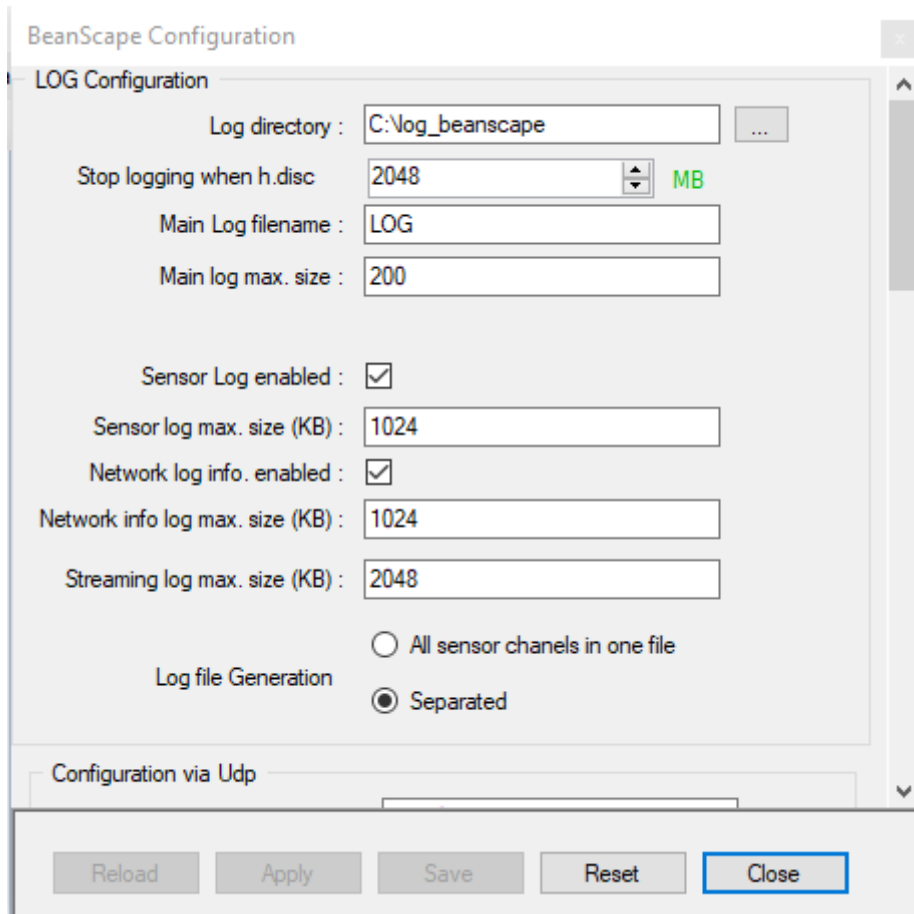 BeanScape Configuration
x
LOG Configuration
Log directory : C:\log_beanscape ...
Stop logging when h.disc 2048 MB
Main Log filename : LOG
Main log max. size : 200
Sensor Log enabled :
Sensor log max. size (KB) : 1024
Network log info. enabled :
Network info log max. size (KB) : 1024
Streaming log max. size (KB) : 2048
All sensor chanels in one file
Log file Generation
Separated
Configuration via Udp
Reload Apply Save Reset Close